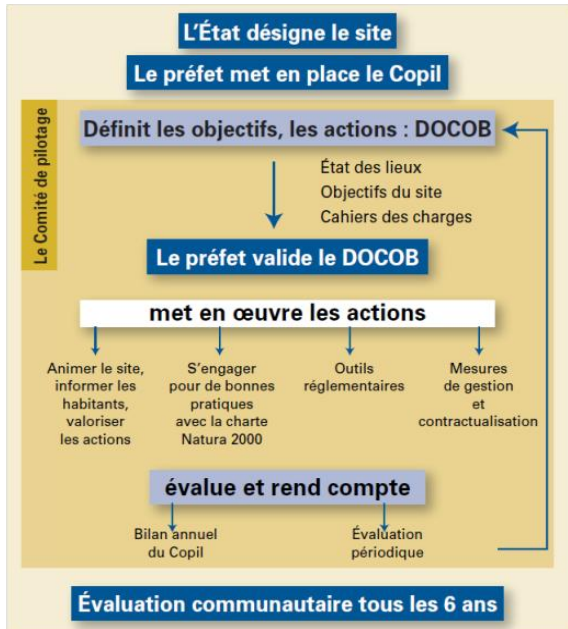 L'État désigne le site
Le préfet met en place le Copil
Le Comité de pilotage
Définit les objectifs, les actions : DOCOB
État des lieux
Objectifs du site
Cahiers des charges
Le préfet valide le DOCOB
met en œuvre les actions
Animer le site,
informer les
habitants,
valoriser
les actions
S'engager
pour de bonnes
pratiques
avec la charte
Natura 2000
Outils
réglementaires
Mesures
de gestion
et
contractualisation
évalue et rend compte
Bilan annuel
du Copil
Évaluation
périodique
Évaluation communautaire tous les 6 ans